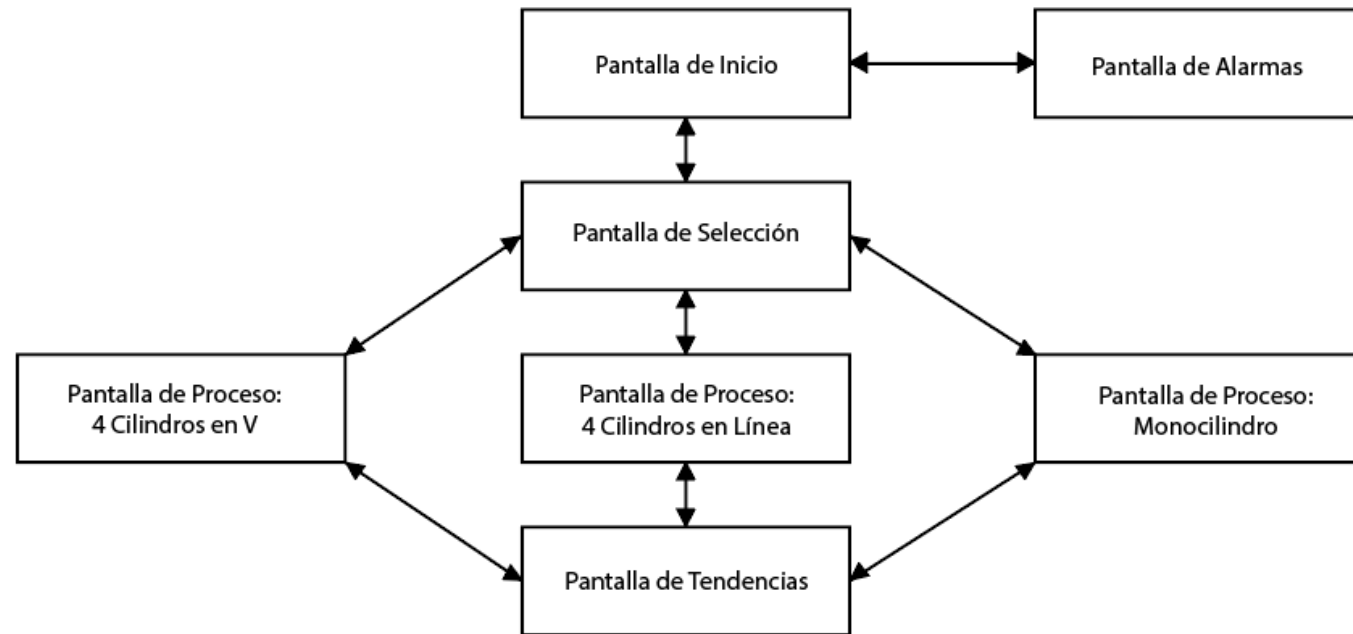 Pantalla de Inicio
Pantalla de Alarmas
Pantalla de Selección
Pantalla de Proceso:
4 Cilindros en V
Pantalla de Proceso:
4 Cilindros en Línea
Pantalla de Proceso:
Monocilindro
Pantalla de Tendencias